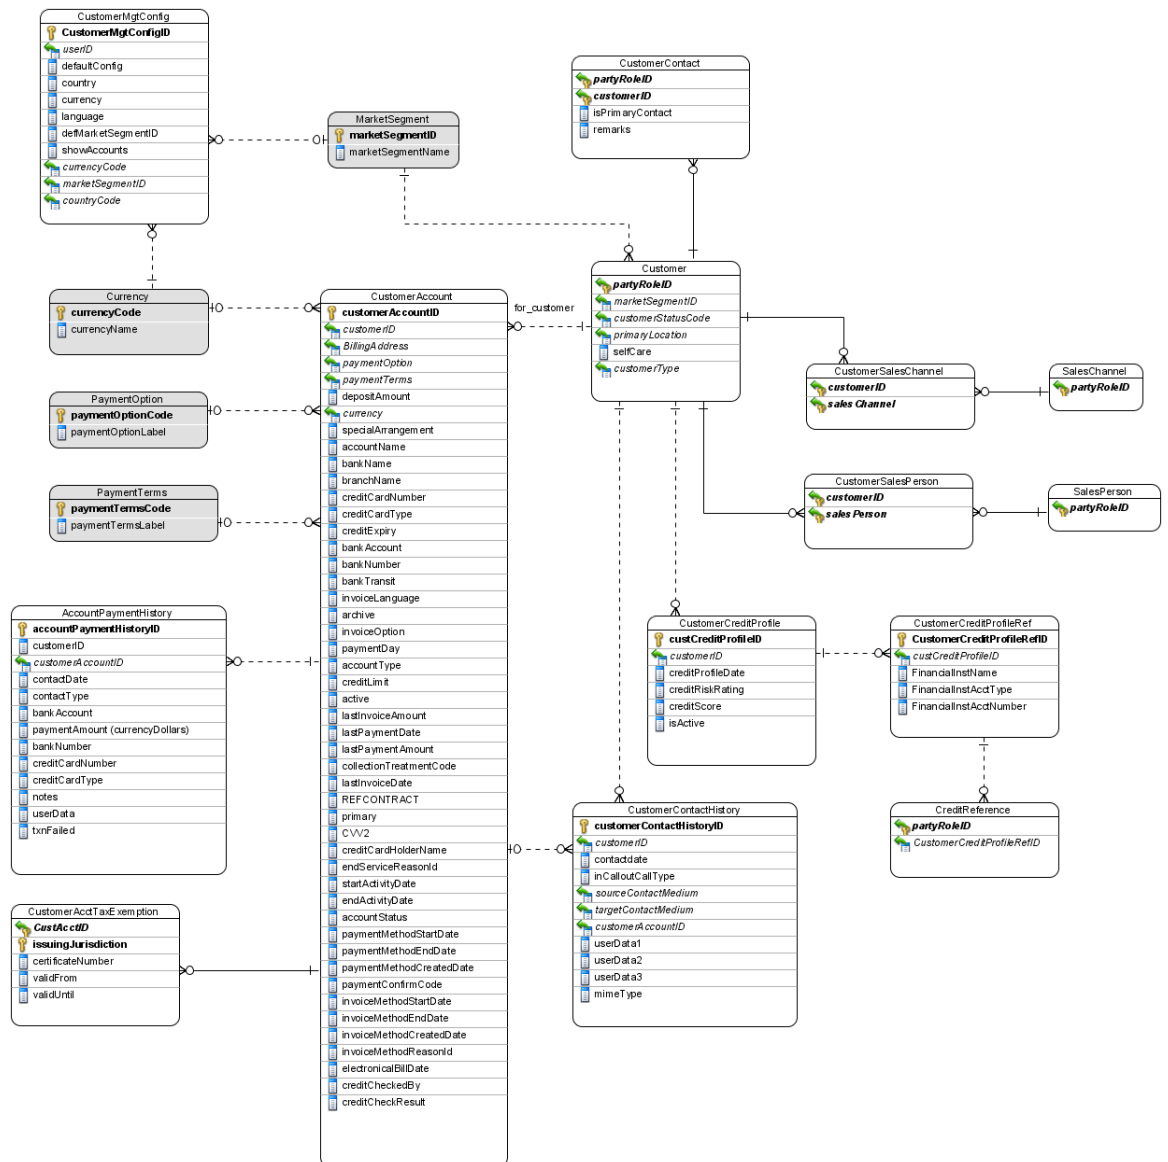 CustomerMgtConfig
CustomerMgtConfigID
userID
defaultConfig
country
currency
language
defMarketSegmentID
showAccounts
currencyCode
marketSegmentID
countryCode
MarketSegment
marketSegmentID
marketSegmentName
CustomerContact
partyRoleID
customerID
isPrimaryContact
remarks
Currency
currencyCode
currencyName
PaymentOption
paymentOptionCode
paymentOptionLabel
PaymentTerms
paymentTermsCode
paymentTermsLabel
AccountPaymentHistory
accountPaymentHistoryID
customerID
customerAccountID
contactDate
contactType
bankAccount
paymentAmount (currencyDollars)
bankNumber
creditCardNumber
creditCardType
notes
userData
txnFailed
CustomerAcctTaxExemption
CustAcctID
issuingJurisdiction
certificateNumber
validFrom
validUntil
CustomerAccount
customerAccountID
customerID
BillingAddress
paymentOption
paymentTerms
depositAmount
currency
specialArrangement
accountName
bankName
branchName
creditCardNumber
creditCardType
creditExpiry
bankAccount
bankNumber
bankTransit
invoiceLanguage
archive
invoiceOption
paymentDay
accountType
creditLimit
active
lastInvoiceAmount
lastPaymentDate
lastPaymentAmount
collectionTreatmentCode
lastInvoiceDate
REFCONTRACT
primary
CVV2
creditCardHolderName
endServiceReasonId
startActivityDate
endActivityDate
accountStatus
paymentMethodStartDate
paymentMethodEndDate
paymentMethodCreatedDate
paymentConfirmCode
invoiceMethodStartDate
invoiceMethodEndDate
invoiceMethodCreatedDate
invoiceMethodReasonId
electronicalBillDate
creditCheckedBy
creditCheckResult
for_customer
Customer
partyRoleID
marketSegmentID
customerStatusCode
primaryLocation
selfCare
customerType
CustomerSalesChannel
customerID
sales Channel
SalesChannel
partyRoleID
CustomerSalesPerson
customerID
sales Person
SalesPerson
partyRoleID
CustomerCreditProfile
custCreditProfileID
customerID
creditProfileDate
creditRiskRating
creditScore
isActive
CustomerCreditProfileRef
CustomerCreditProfileRefID
custCreditProfileID
FinancialInstName
FinancialInstAcctType
FinancialInstAcctNumber
CustomerContactHistory
customerContactHistoryID
customerID
contactdate
inCalloutCallType
sourceContactMedium
targetContactMedium
customerAccountID
userData1
userData2
userData3
mimeType
CreditReference
partyRoleID
CustomerCreditProfileRefID